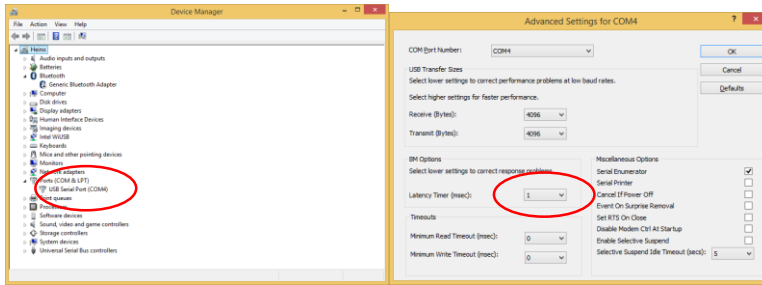 Device Manager
File Action View Help
Heino
Audio inputs and outputs
Batteries
Bluetooth
Generic Bluetooth Adapter
Computer
Disk drives
Display adapters
Human Interface Devices
Imaging devices
Intel WiUSB
Keyboards
Mice and other pointing devices
Monitors
Network adapters
Ports (COM & LPT)
USB Serial Port (COM4)
Print queues
Processors
Software devices
Sound, video and game controllers
Storage controllers
System devices
Universal Serial Bus controllers
Advanced Settings for COM4
? x
COM Port Number: COM4
OK
Cancel
Defaults
USB Transfer Sizes
Select lower settings to correct performance problems at low baud rates.
Select higher settings for faster performance.
Receive (Bytes): 4096
Transmit (Bytes): 4096
BM Options
Select lower settings to correct response problems.
Latency Timer (msec): 1
Timeouts
Minimum Read Timeout (msec): 0
Minimum Write Timeout (msec): 0
Miscellaneous Options
Serial Enumerator
Serial Printer
Cancel If Power Off
Event On Surprise Removal
Set RTS On Close
Disable Modem Ctrl At Startup
Enable Selective Suspend
Selective Suspend Idle Timeout (secs): 5